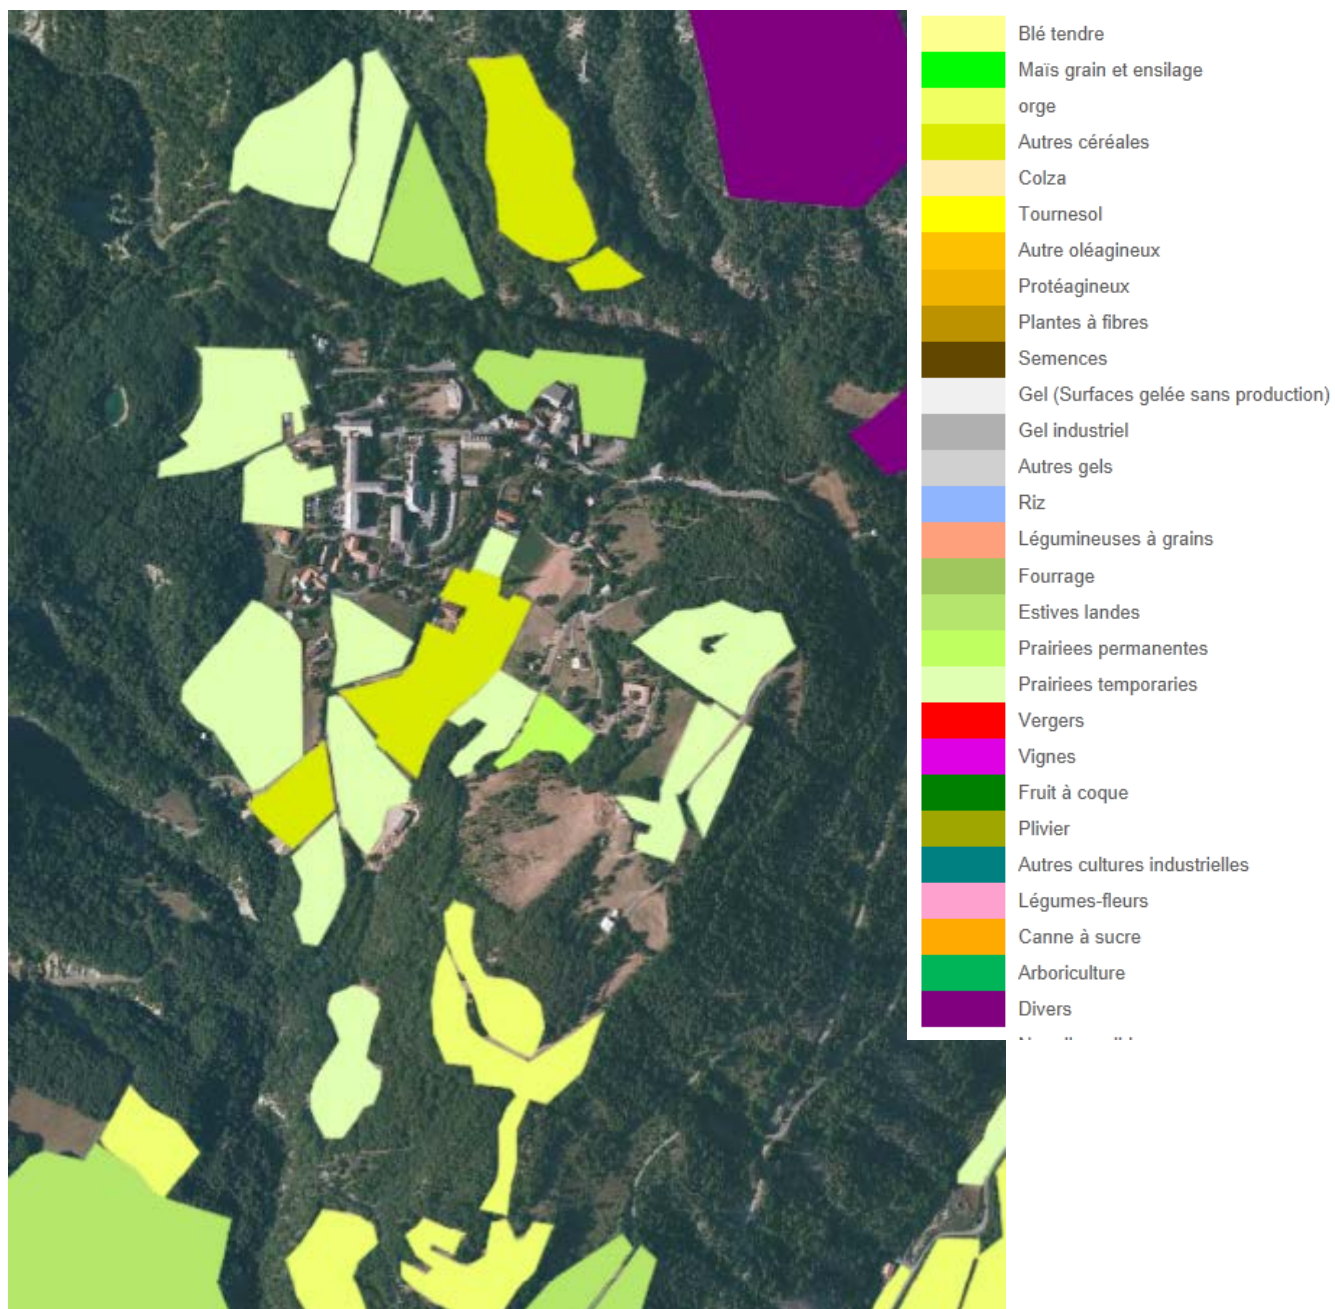 Blé tendre
Maïs grain et ensilage
orge
Autres céréales
Colza
Tournesol
Autre oléagineux
Protéagineux
Plantes à fibres
Semences
Gel (Surfaces gelée sans production)
Gel industriel
Autres gels
Riz
Légumineuses à grains
Fourrage
Estives landes
Prairiees permanentes
Prairiees temporaries
Vergers
Vignes
Fruit à coque
Plivier
Autres cultures industrielles
Légumes-fleurs
Canne à sucre
Arboriculture
Divers